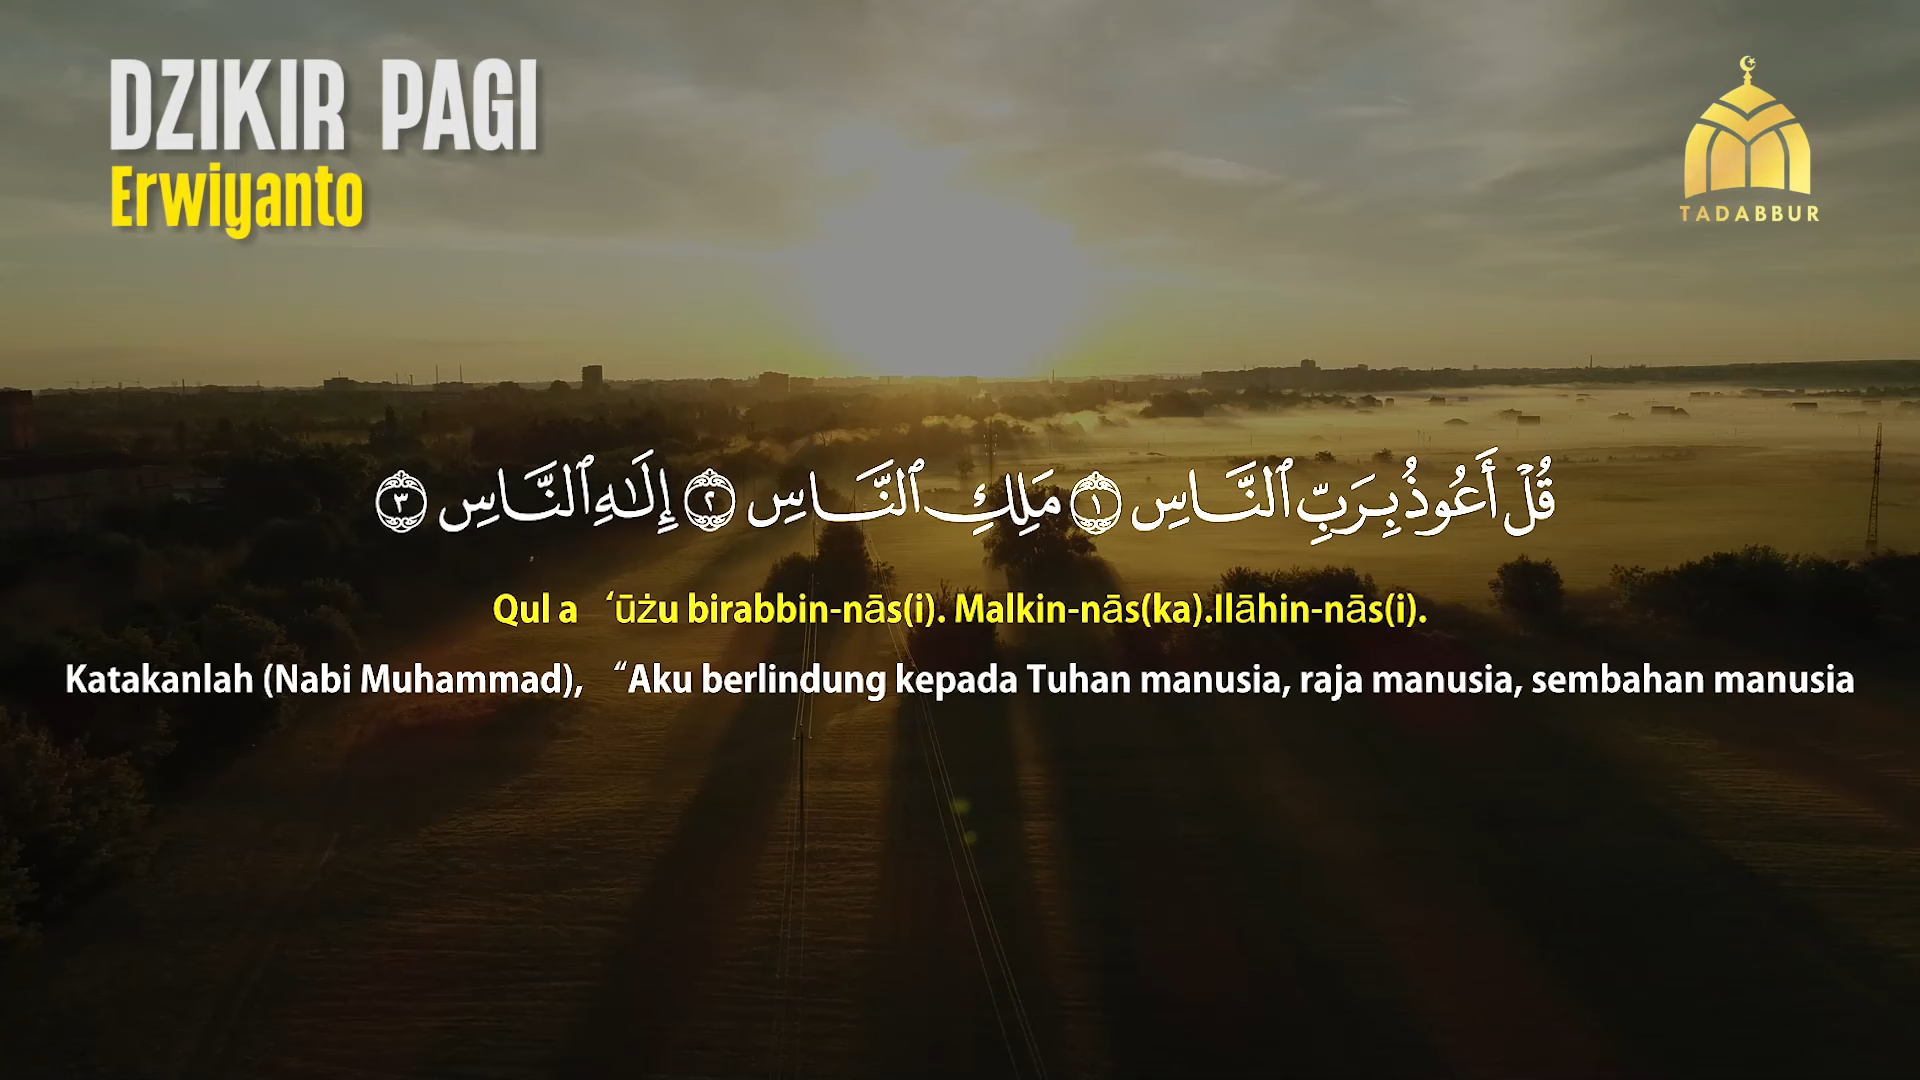 DZIKIR PAGI
Erwiyanto
TADABBUR
قُلْ أَعُوذُ بِرَبِّ ٱلنَّاسِ ١ مَلِكِ ٱلنَّاسِ ٢ إِلَٰهِ ٱلنَّاسِ ٣
Qul a ‘ūżu birabbin-nās(i). Malkin-nās(ka).Ilāhin-nās(i).
Katakanlah (Nabi Muhammad), “Aku berlindung kepada Tuhan manusia, raja manusia, sembahan manusia